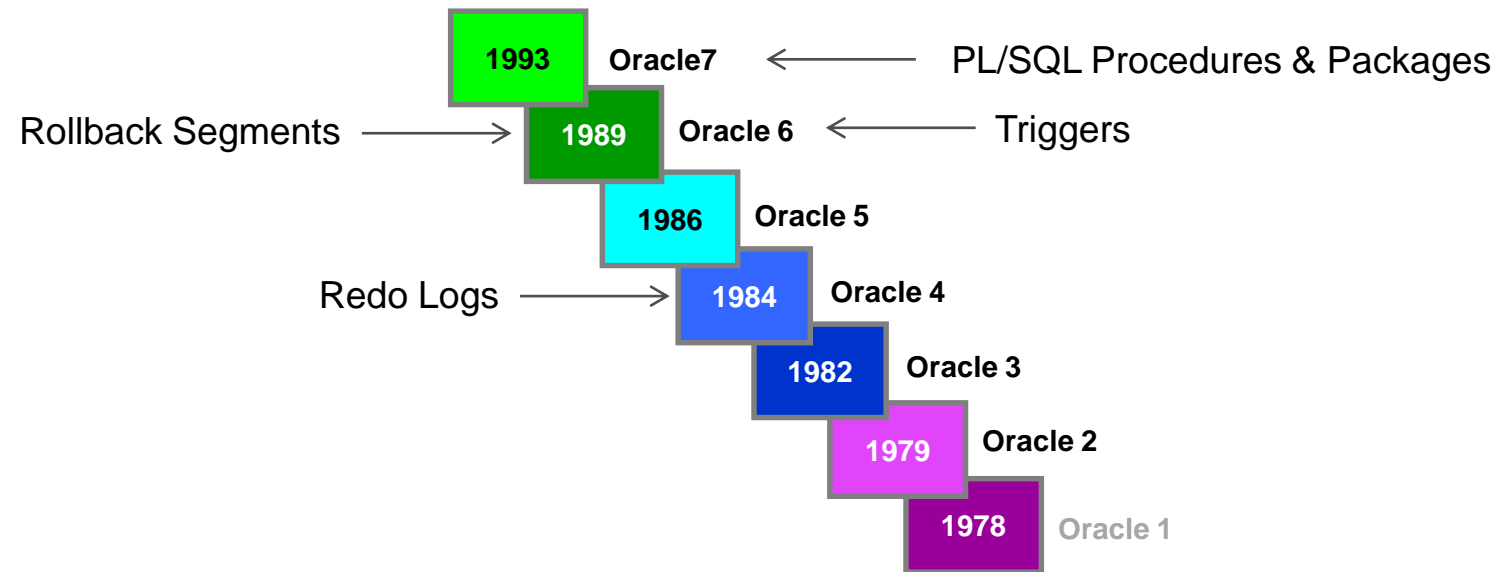 1993 Oracle7 PL/SQL Procedures & Packages
Rollback Segments 1989 Oracle 6 Triggers
1986 Oracle 5
Redo Logs 1984 Oracle 4
1982 Oracle 3
1979 Oracle 2
1978 Oracle 1